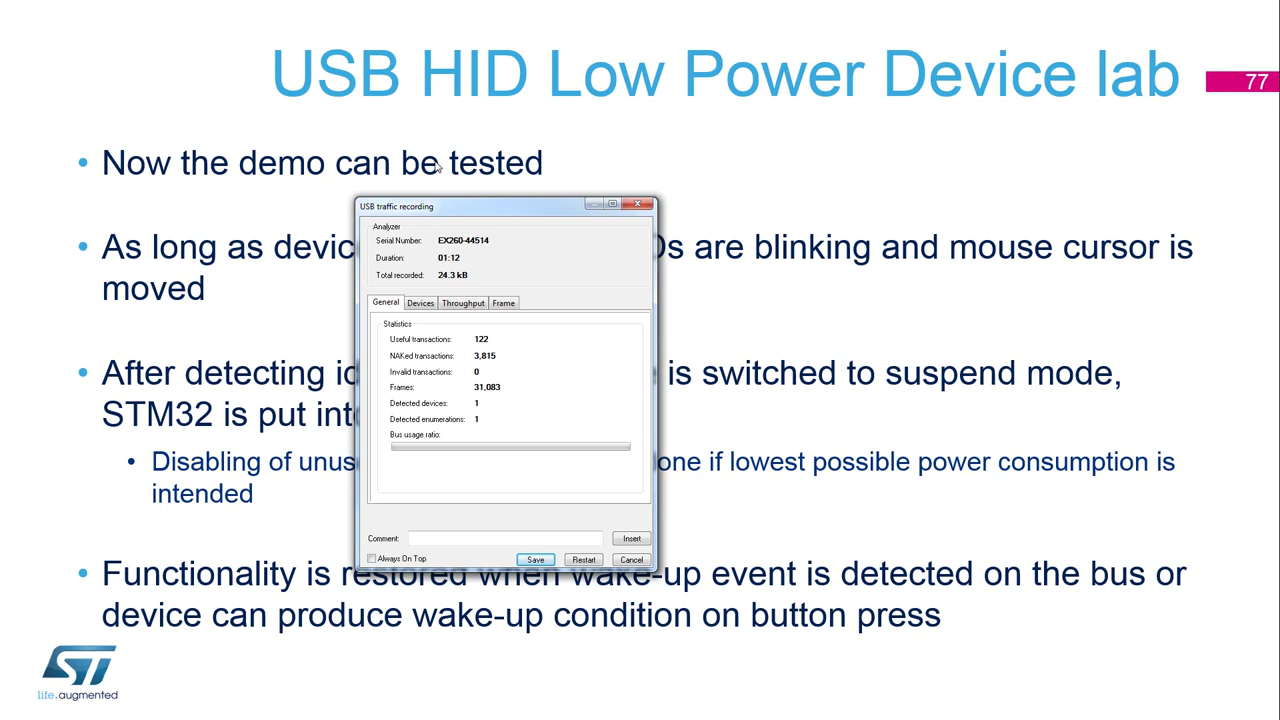 USB HID Low Power Device lab
77
• Now the demo can be tested
• As long as devic
s are blinking and mouse cursor is
moved
• After detecting
is switched to suspend mode,
STM32 is put
• Disabling of
if lowest possible power consumption is
intended
• Functionality is restored when wake-up event is detected on the bus or
device can produce wake-up condition on button press
USB traffic recording
Analyzer
Serial Number: EX260-44514
Duration: 01:12
Total recorded: 24.3 kB
General Devices Throughput Frame
Statistics
Useful transactions: 122
NAKed transactions: 3,815
Invalid transactions: 0
Frames: 31,083
Detected devices: 1
Detected enumerations: 1
Bus usage ratio:
Comment: Insert
Always On Top Save Restart Cancel
ST
life.augmented